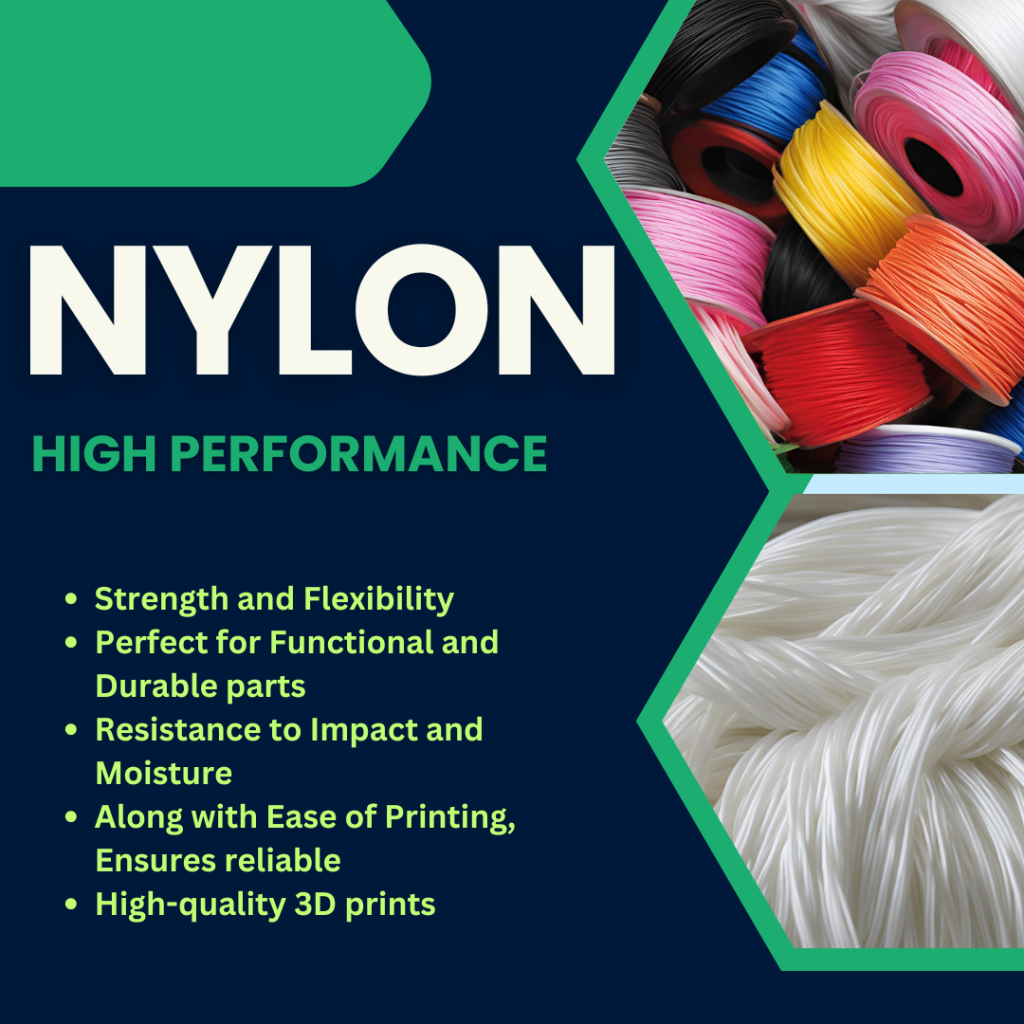 NYLON
HIGH PERFORMANCE
• Strength and Flexibility
• Perfect for Functional and
Durable parts
• Resistance to Impact and
Moisture
• Along with Ease of Printing,
Ensures reliable
• High-quality 3D prints